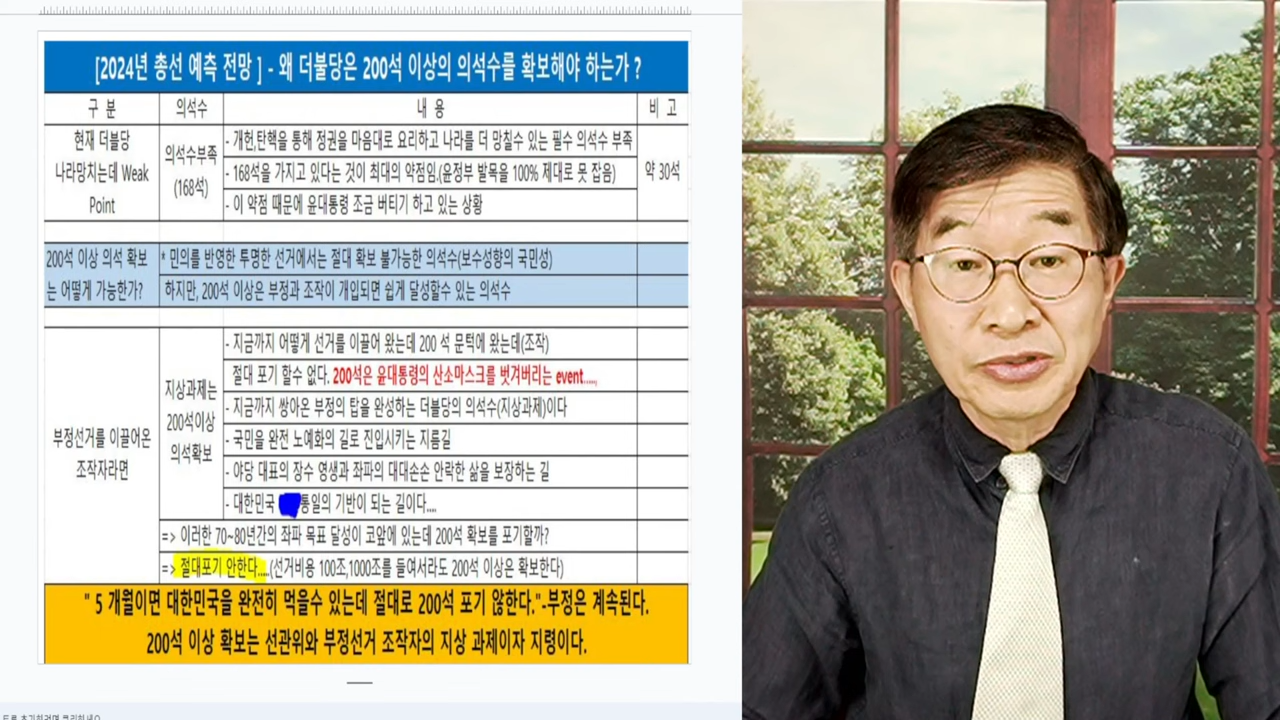 [2024년 총선 예측 전망 ] - 왜 더불당은 200석 이상의 의석수를 확보해야 하는가 ?
구 분 의석수 내 용 비 고
현재 더불당
나라망치는데 Weak
Point
의석수부족
(168석)
- 개헌,탄핵을 통해 정권을 마음대로 요리하고 나라를 더 망칠수 있는 필수 의석수 부족
- 168석을 가지고 있다는 것이 최대의 약점임.(윤정부 발목을 100% 제대로 못 잡음)
- 이 약점 때문에 윤대통령 조금 버티기 하고 있는 상황
약 30석
200석 이상 의석 확보
는 어떻게 가능한가?
* 민의를 반영한 투명한 선거에서는 절대 확보 불가능한 의석수(보수성향의 국민성)
하지만, 200석 이상은 부정과 조작이 개입되면 쉽게 달성할수 있는 의석수
부정선거를 이끌어온
조작자라면
지상과제는
200석이상
의석확보
- 지금까지 어떻게 선거를 이끌어 왔는데 200 석 문턱에 왔는데(조작)
절대 포기 할수 없다. 200석은 윤대통령의 산소마스크를 벗겨버리는 event....,
- 지금까지 쌓아온 부정의 탑을 완성하는 더불당의 의석수(지상과제)이다
- 국민을 완전 노예화의 길로 진입시키는 지름길
- 야당 대표의 장수 영생과 좌파의 대대손손 안락한 삶을 보장하는 길
- 대한민국 통일의 기반이 되는 길이다....
=> 이러한 70~80년간의 좌파 목표 달성이 코앞에 있는데 200석 확보를 포기할까?
=> 절대포기 안한다.....(선거비용 100조,1000조를 들여서라도 200석 이상은 확보한다)
" 5 개월이면 대한민국을 완전히 먹을수 있는데 절대로 200석 포기 않한다."-부정은 계속된다.
200석 이상 확보는 선관위와 부정선거 조작자의 지상 과제이자 지령이다.